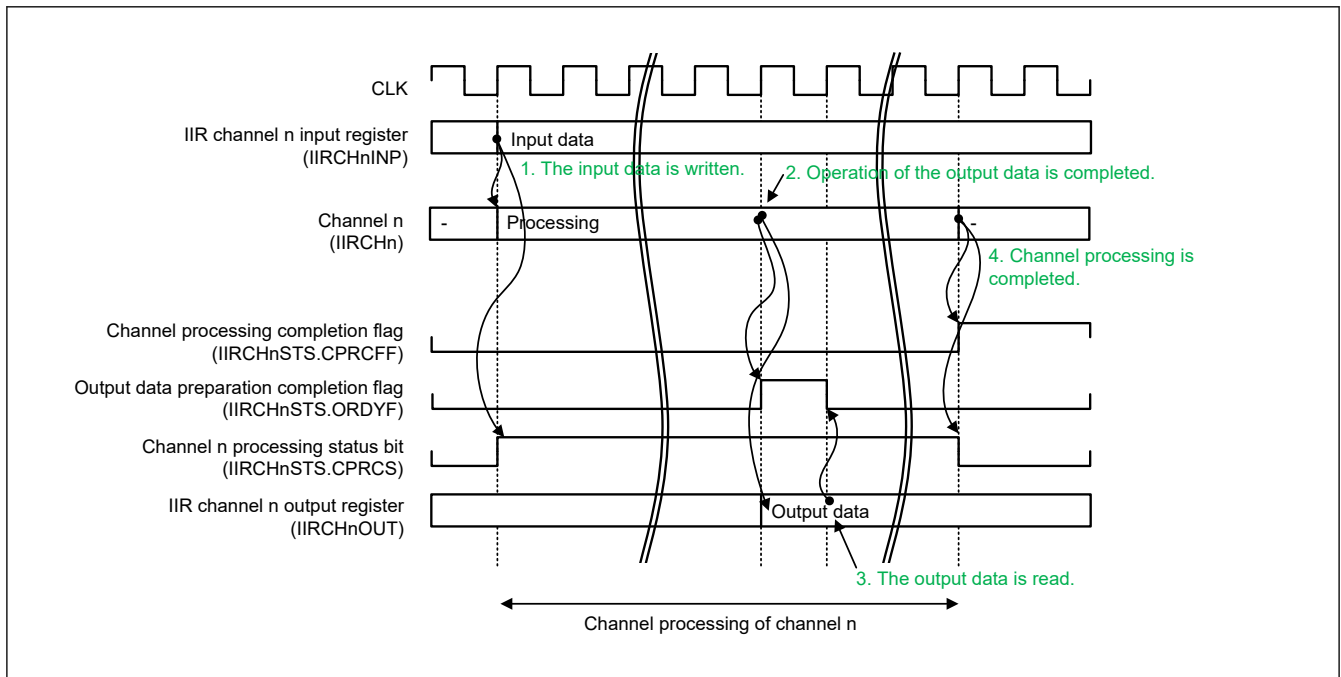 CLK
IIR channel n input register
(IIRCHnINP)
Input data
1. The input data is written.
2. Operation of the output data is completed.
Channel n
(IIRCHn)
-
Processing
-
4. Channel processing is
completed.
Channel processing completion flag
(IIRCHnSTS.CPRCFF)
Output data preparation completion flag
(IIRCHnSTS.ORDYF)
Channel n processing status bit
(IIRCHnSTS.CPRCS)
IIR channel n output register
(IIRCHnOUT)
Output data
3. The output data is read.
Channel processing of channel n